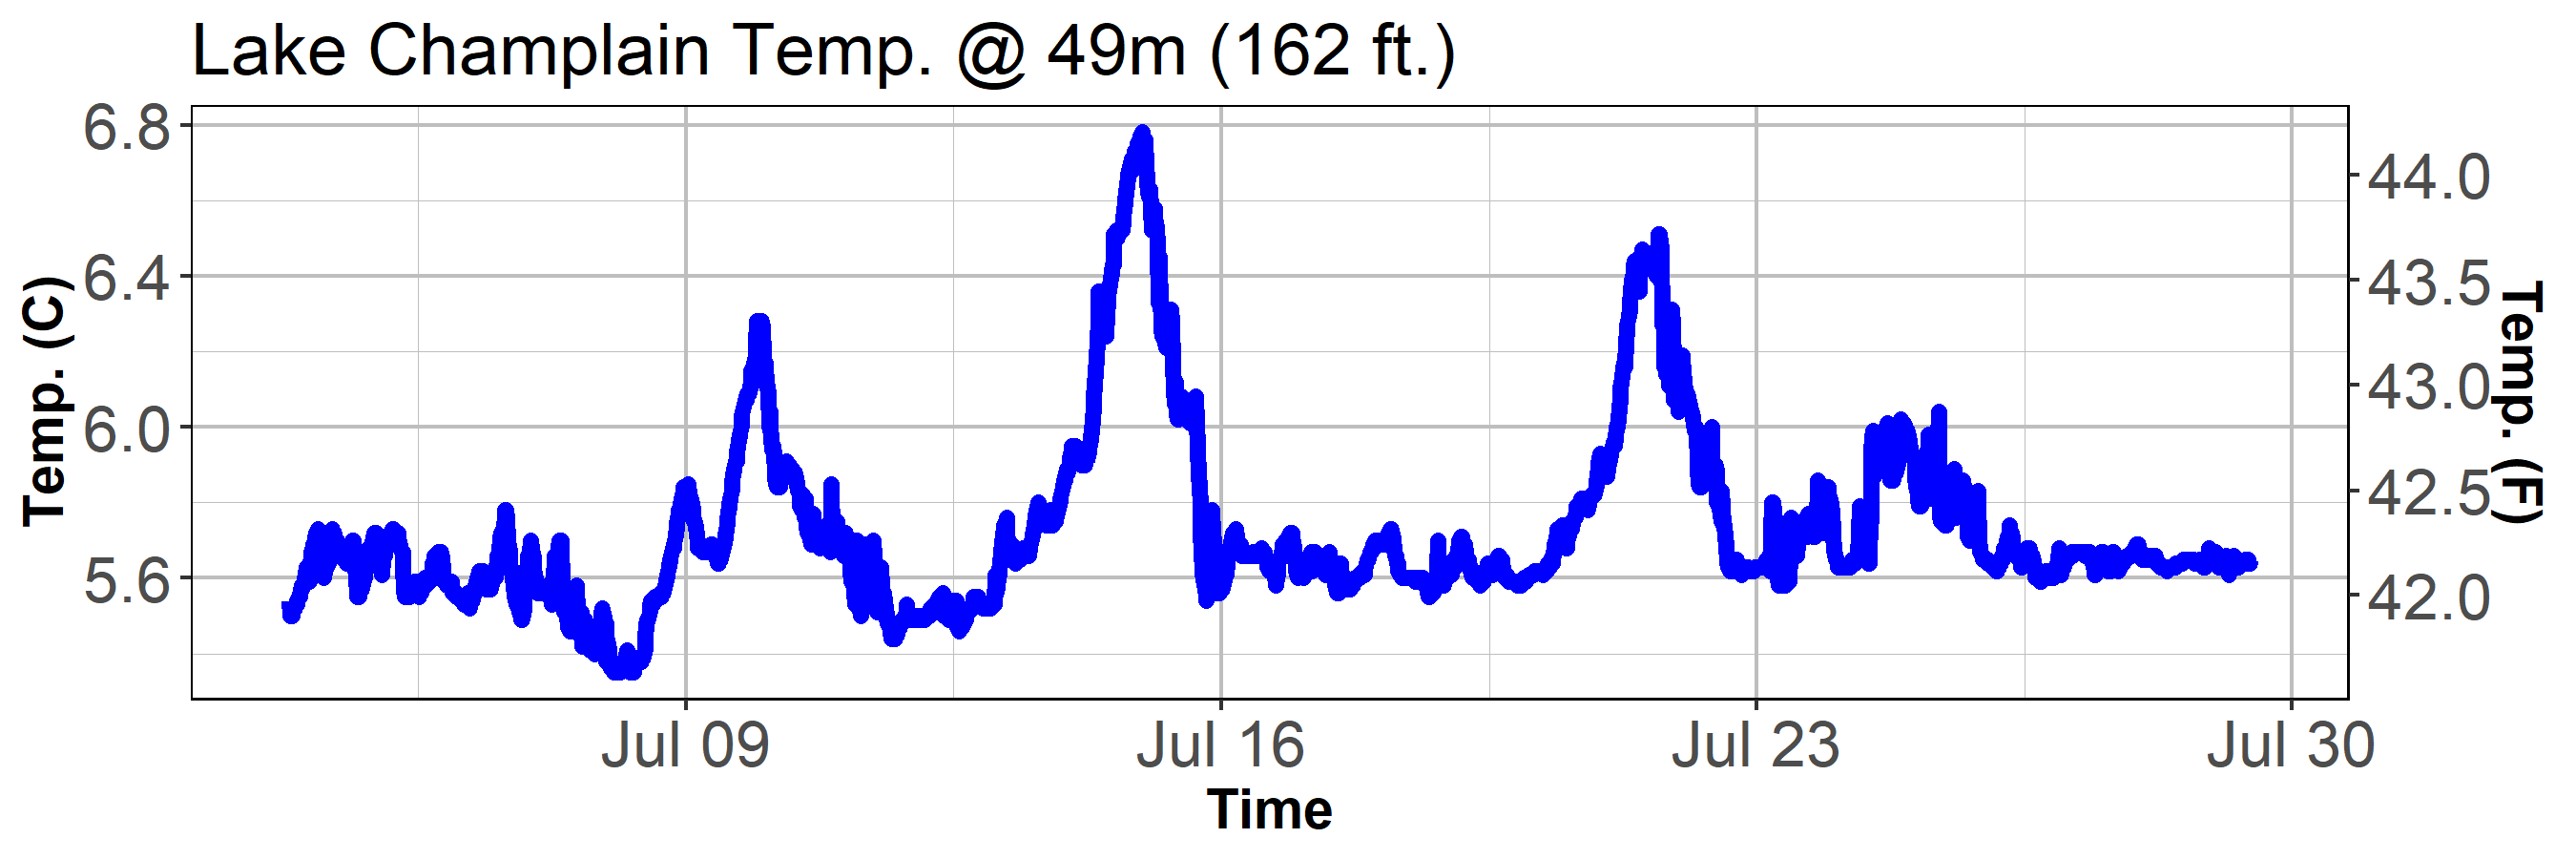 Lake Champlain Temp. @ 49m (162 ft.)
6.8
6.4
6.0
5.6
Temp. (C)
44.0
43.5
43.0
42.5
42.0
Temp. (F)
Jul 09 Jul 16 Jul 23 Jul 30
Time